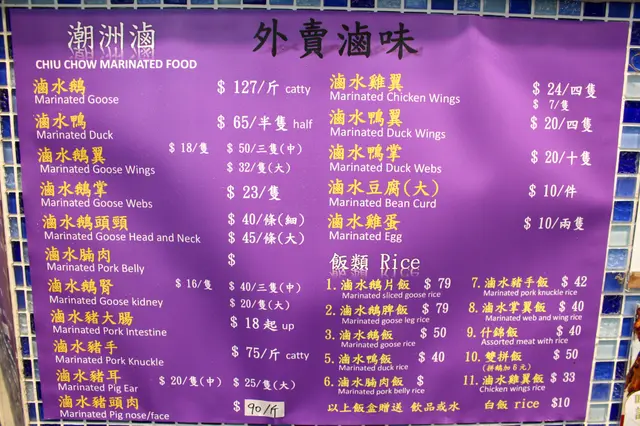 潮洲滷
外賣滷味
CHIU CHOW MARINATED FOOD
滷水鵝 $ 127/斤 catty
Marinated Goose
滷水鴨 $ 65/半隻 half
Marinated Duck
滷水鵝翼 $ 18/隻 $ 50/三隻(中)
Marinated Goose Wings $ 32/隻(大)
滷水鵝掌 $ 23/隻
Marinated Goose Webs
滷水鵝頭頸 $ 40/條(細)
Marinated Goose Head and Neck $ 45/條(大)
滷水腩肉 $
Marinated Pork Belly
滷水鵝腎 $ 16/隻 $ 40/三隻(中)
Marinated Goose kidney $ 20/隻(大)
滷水豬大腸 $ 18 起 up
Marinated Pork Intestine
滷水豬手 $ 75/斤 catty
Marinated Pork Knuckle
滷水豬耳 $ 20/隻(中) $ 25/隻(大)
Marinated Pig Ear
滷水豬頭肉 $ 90/斤
Marinated Pig nose/face
滷水雞翼 $ 24/四隻
Marinated Chicken Wings $ 7/隻
滷水鴨翼 $ 20/四隻
Marinated Duck Wings
滷水鴨掌 $ 20/十隻
Marinated Duck Webs
滷水豆腐(大) $ 10/件
Marinated Bean Curd
滷水雞蛋 $ 10/兩隻
Marinated Egg
飯類 Rice
1. 滷水鵝片飯 $ 79
Marinated sliced goose rice
2. 滷水鵝髀飯 $ 79
Marinated goose leg rice
3. 滷水鵝飯 $ 50
Marinated goose rice
5. 滷水鴨飯 $ 40
Marinated duck rice
6. 滷水腩肉飯 $
Marinated pork belly rice
7. 滷水豬手飯 $ 42
Marinated pork knuckle rice
8. 滷水掌翼飯 $ 40
Marinated web and wing rice
9. 什錦飯 $ 40
Assorted meat with rice
10. 雙拼飯 $ 50
(拼鵝加6元)
11. 滷水雞翼飯 $ 33
Chicken wings rice
以上飯盒贈送 飲品或水 白飯 rice $10